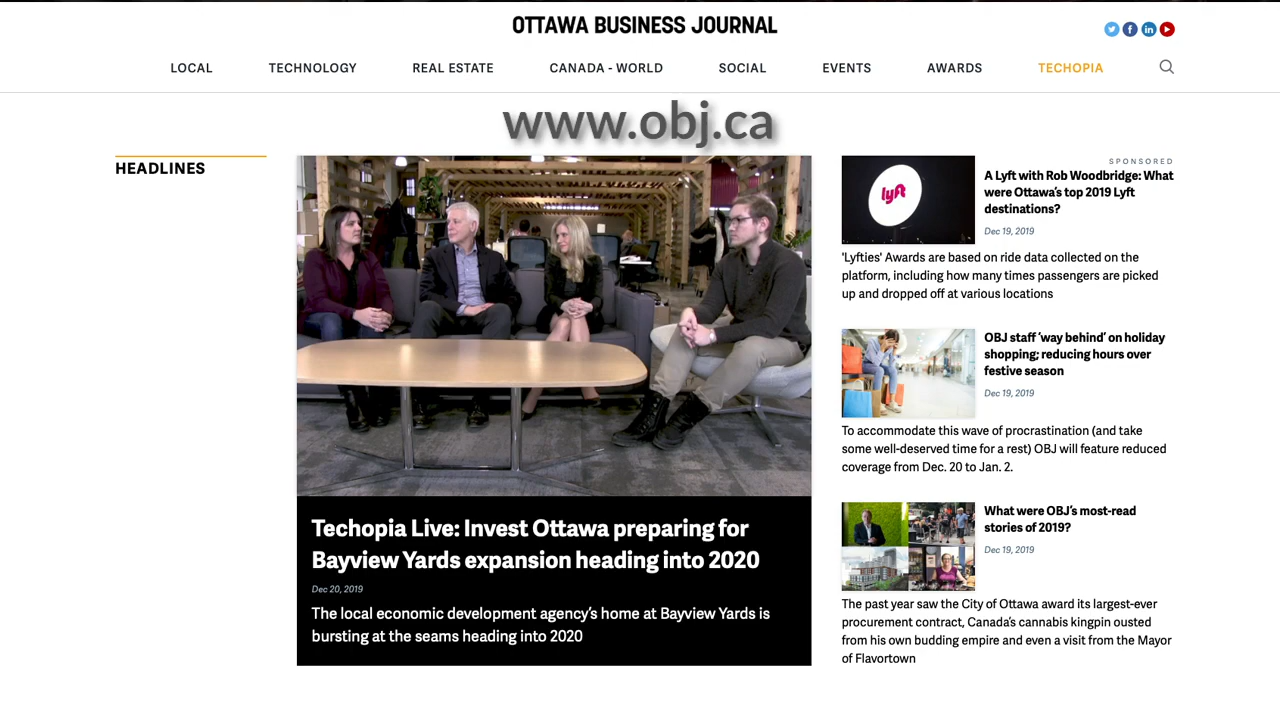 OTTAWA BUSINESS JOURNAL
LOCAL TECHNOLOGY REAL ESTATE CANADA - WORLD SOCIAL EVENTS AWARDS TECHOPIA
www.obj.ca
HEADLINES
Techopia Live: Invest Ottawa preparing for
Bayview Yards expansion heading into 2020
Dec 20, 2019
The local economic development agency's home at Bayview Yards is
bursting at the seams heading into 2020
SPONSORED
lyft
A Lyft with Rob Woodbridge: What
were Ottawa's top 2019 Lyft
destinations?
Dec 19, 2019
'Lyfties' Awards are based on ride data collected on the
platform, including how many times passengers are picked
up and dropped off at various locations
OBJ staff 'way behind' on holiday
shopping; reducing hours over
festive season
Dec 19, 2019
To accommodate this wave of procrastination (and take
some well-deserved time for a rest) OBJ will feature reduced
coverage from Dec. 20 to Jan. 2.
What were OBJ's most-read
stories of 2019?
Dec 19, 2019
The past year saw the City of Ottawa award its largest-ever
procurement contract, Canada's cannabis kingpin ousted
from his own budding empire and even a visit from the Mayor
of Flavortown